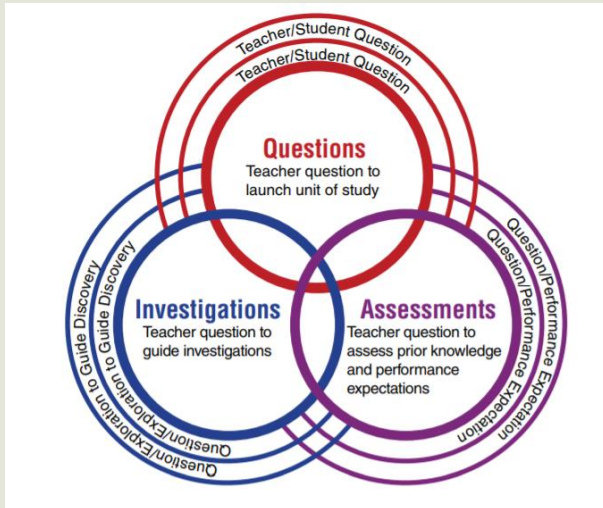 Teacher/Student Question
Teacher/Student Question
Questions
Teacher question to
launch unit of study
Question/Exploration to Guide Discovery
Question/Exploration to Guide Discovery
Investigations
Teacher question to
guide investigations
Assessments
Teacher question to
assess prior knowledge
and performance
expectations
Question/Performance Expectation
Question/Performance Expectation